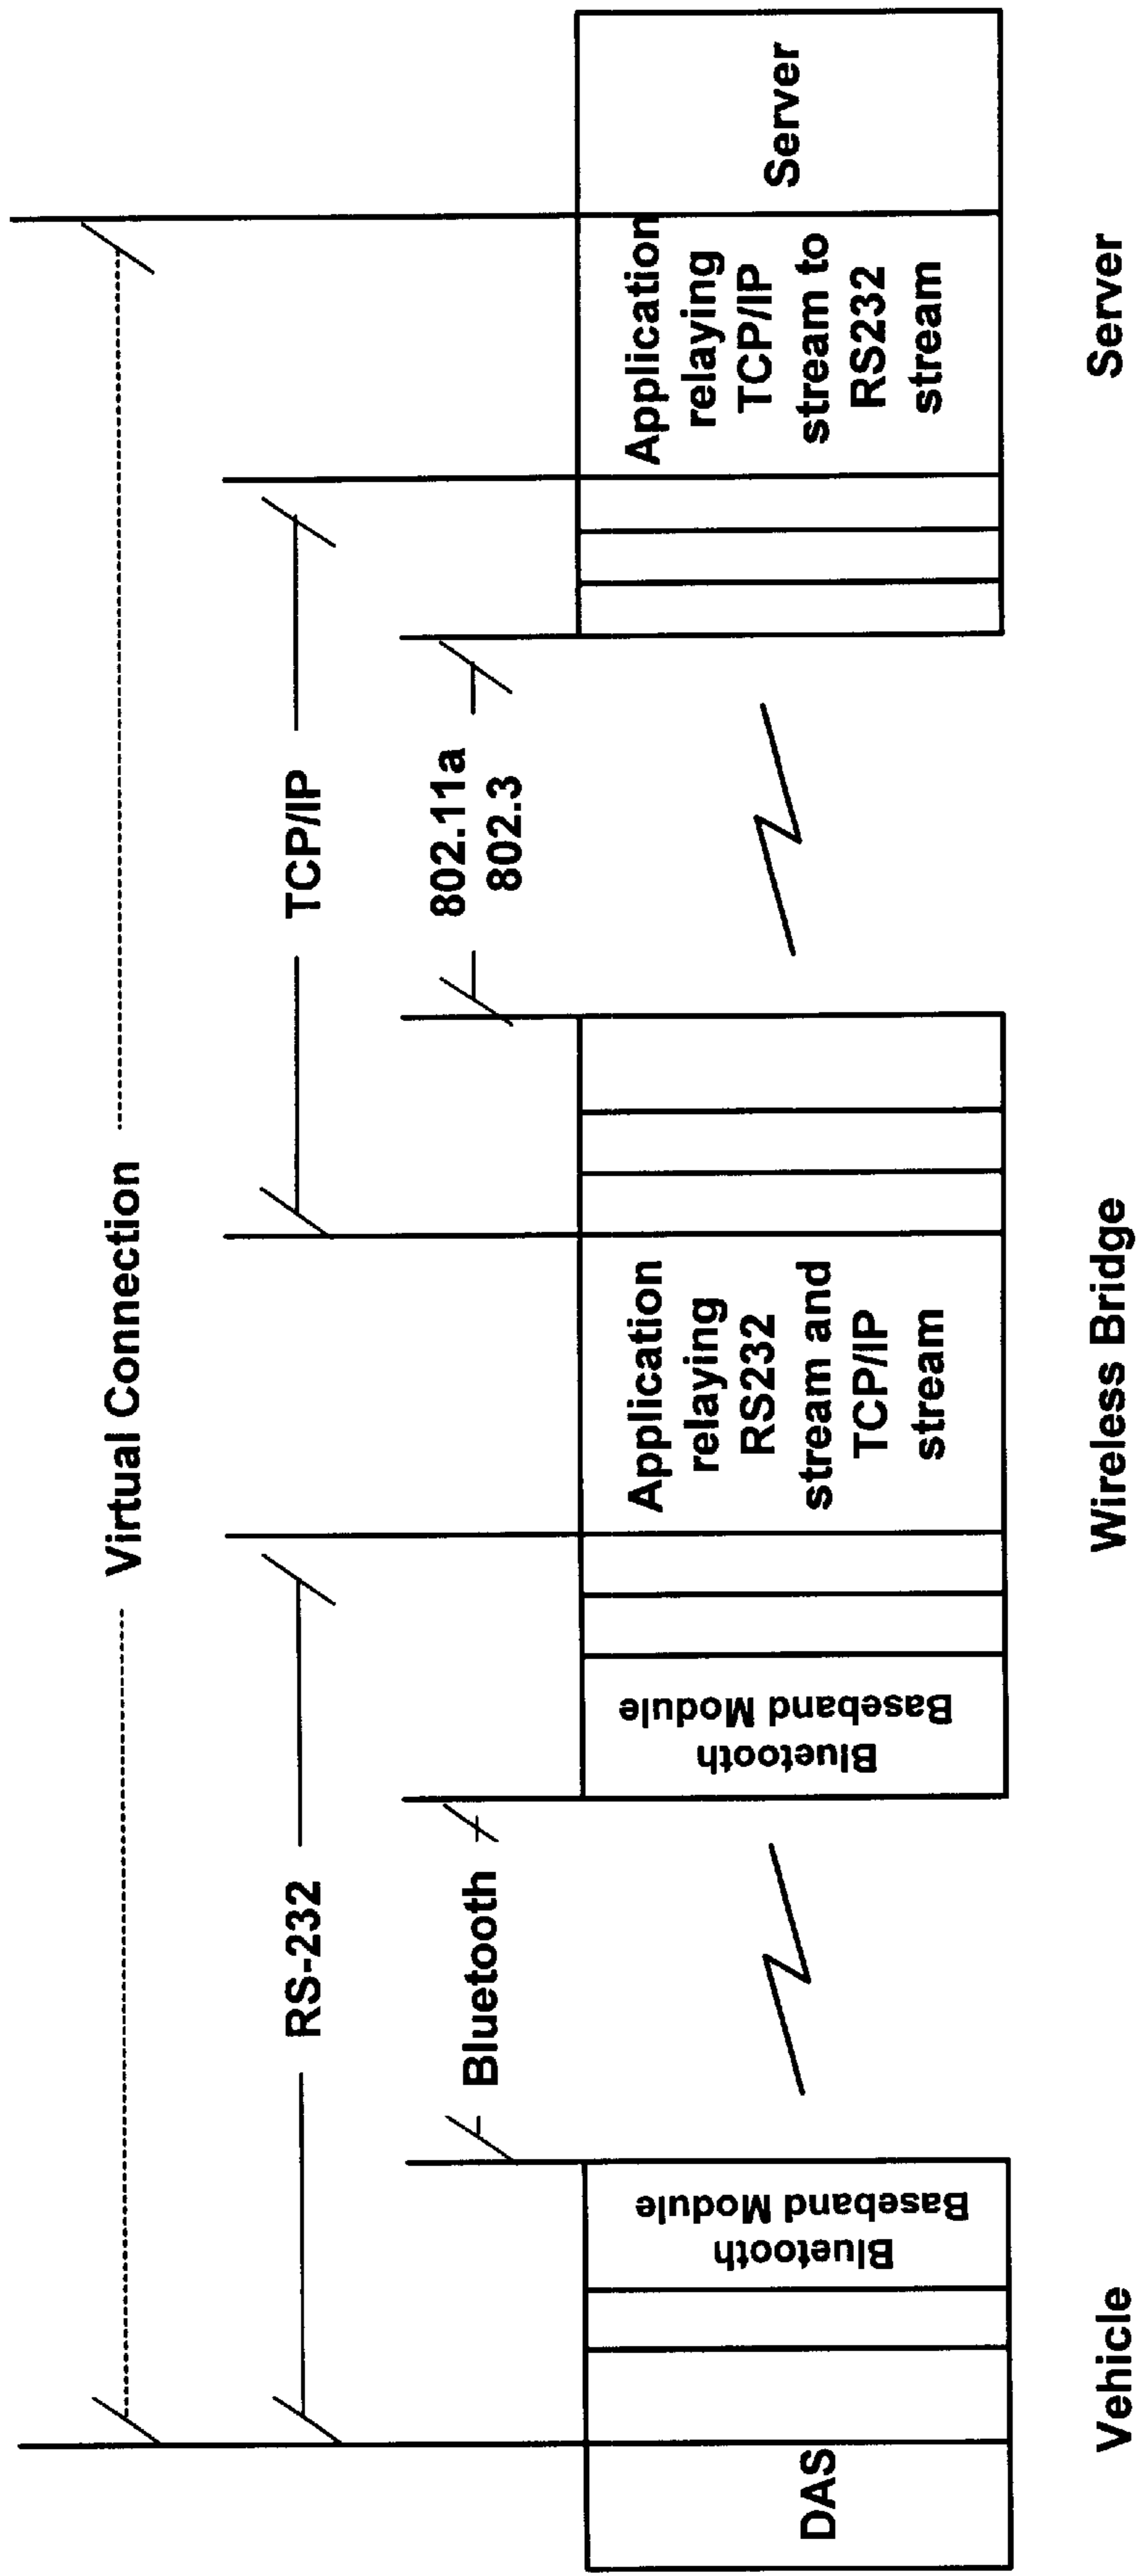 Virtual Connection
RS-232
TCP/IP
Bluetooth
802.11a
802.3
DAS
Bluetooth
Baseband Module
Bluetooth
Baseband Module
Application
relaying
RS232
stream and
TCP/IP
stream
Application
relaying
TCP/IP
stream to
RS232
stream
Server
Vehicle
Wireless Bridge
Server